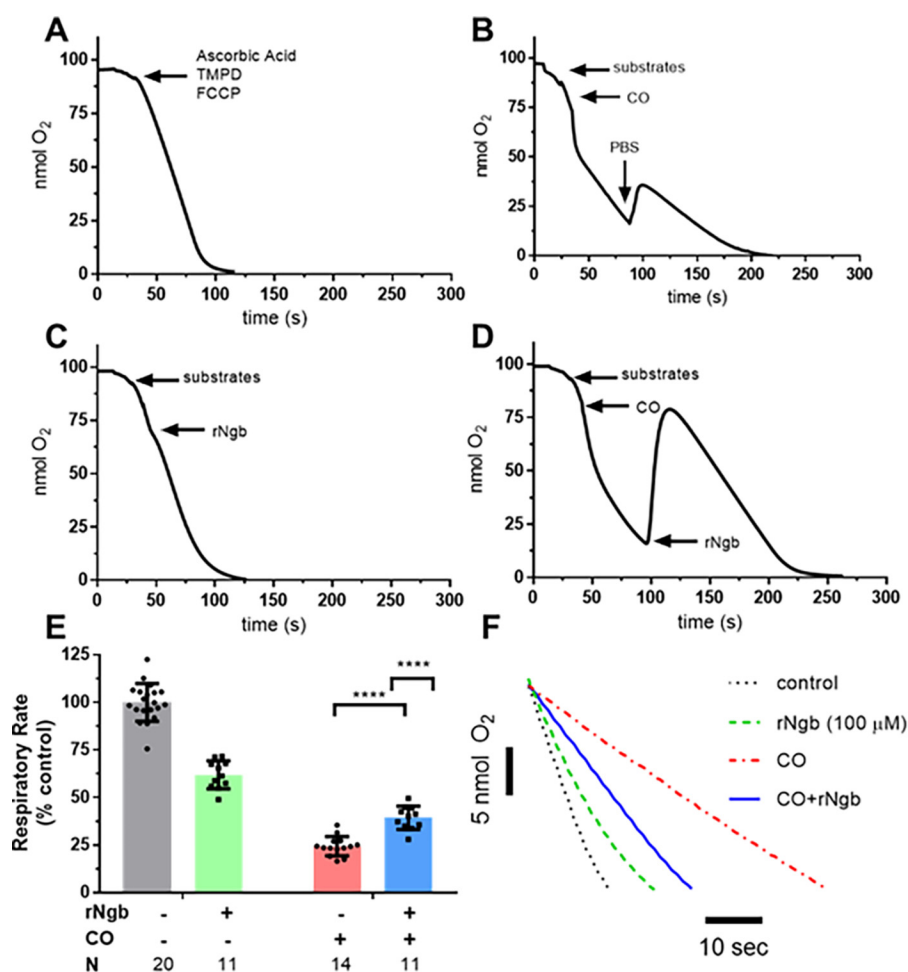 A
nmol O2
100
75
50
25
0
Ascorbic Acid
TMPD
FCCP
0 50 100 150 200 250 300
time (s)
B
nmol O2
100
75
50
25
0
substrates
CO
PBS
0 50 100 150 200 250 300
time (s)
C
nmol O2
100
75
50
25
0
substrates
rNgb
0 50 100 150 200 250 300
time (s)
D
nmol O2
100
75
50
25
0
substrates
CO
rNgb
0 50 100 150 200 250 300
time (s)
E
Respiratory Rate
(% control)
125
100
75
50
25
0
****
****
rNgb - + - +
CO - - + +
N 20 11 14 11
F
control
rNgb (100 μM)
CO
CO+rNgb
5 nmol O2
10 sec